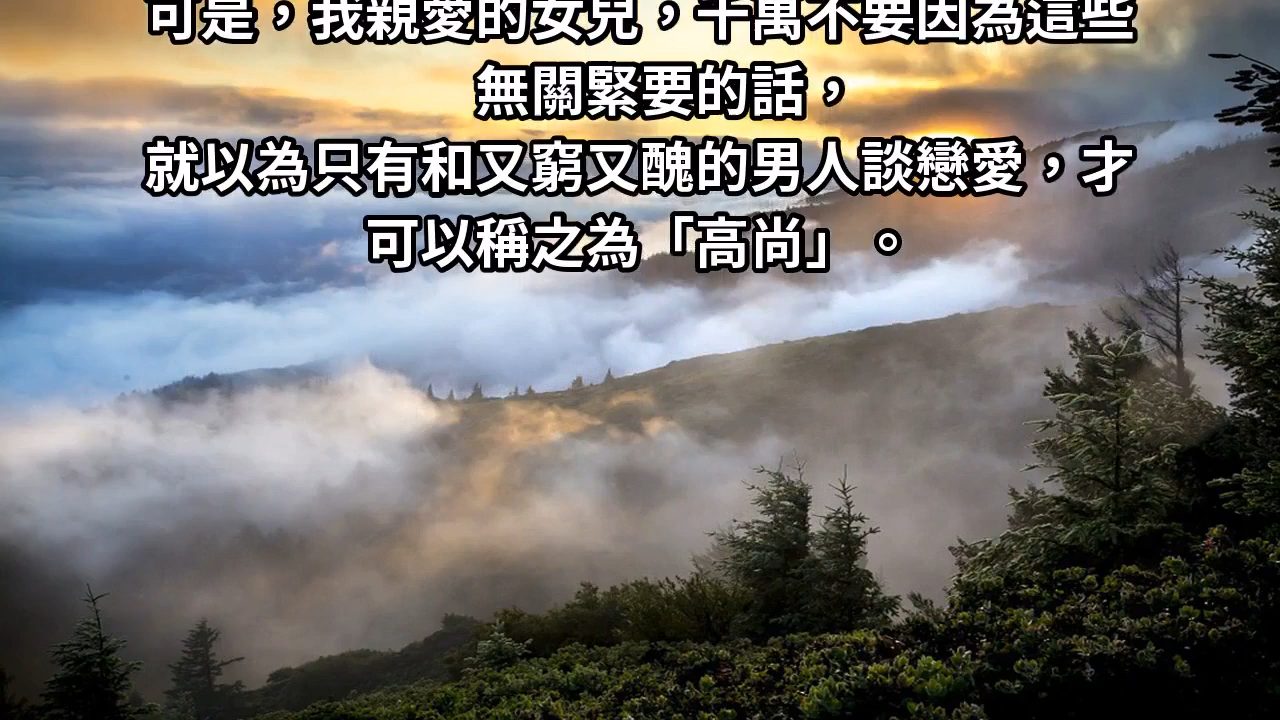 可是，我親愛的女兒，千萬不要因為這些
無關緊要的話，
就以為只有和又窮又醜的男人談戀愛，才
可以稱之為「高尚」。